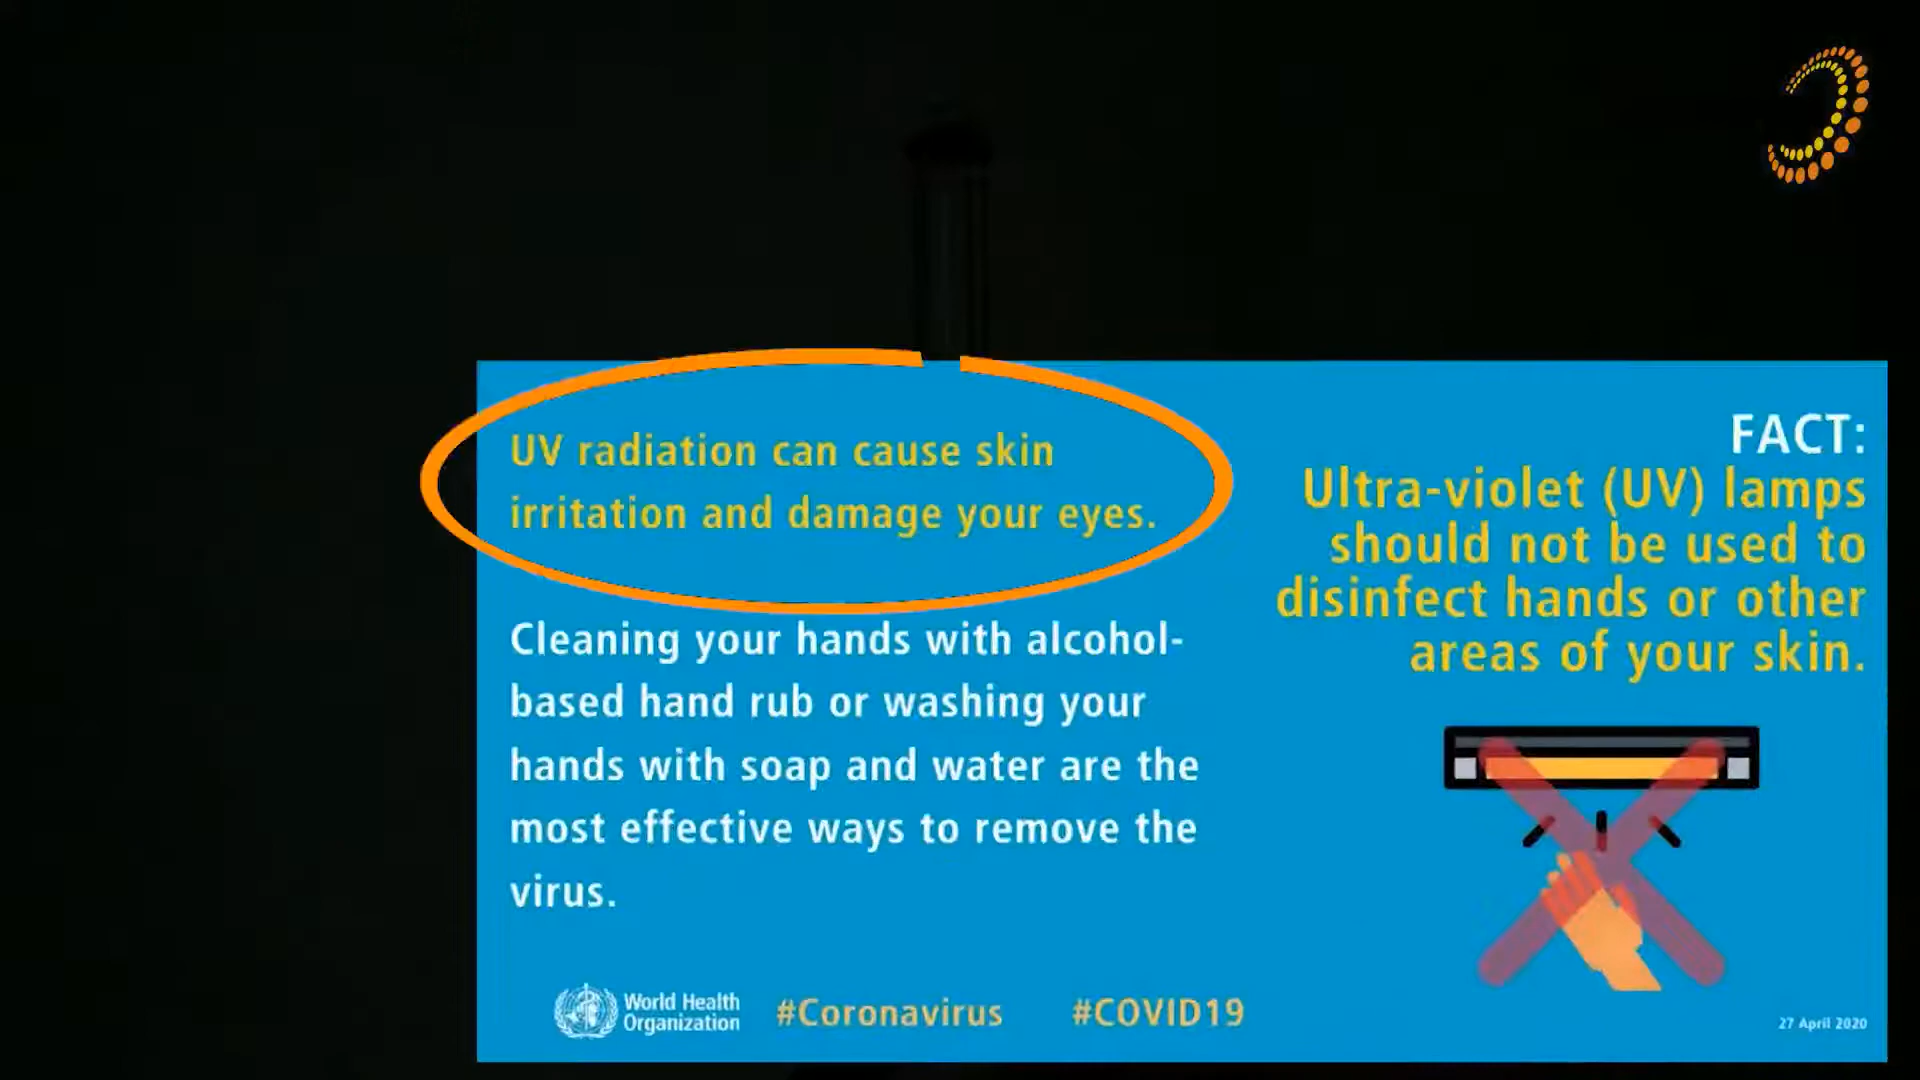 UV radiation can cause skin
irritation and damage your eyes.
Cleaning your hands with alcohol-
based hand rub or washing your
hands with soap and water are the
most effective ways to remove the
virus.
FACT:
Ultra-violet (UV) lamps
should not be used to
disinfect hands or other
areas of your skin.
World Health
Organization
#Coronavirus #COVID19
27 April 2020